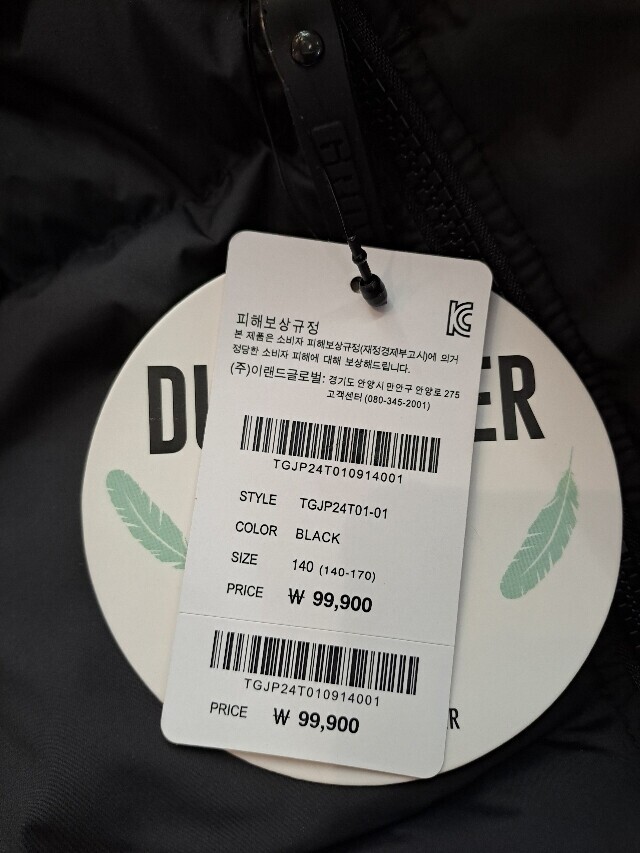 피해보상규정
본 제품은 소비자 피해보상규정(재정경제부고시)에 의거
정당한 소비자 피해에 대해 보상해드립니다.
(주)이랜드글로벌: 경기도 안양시 만안구 안양로 275
고객센터 (080-345-2001)
TGJP24T010914001
STYLE TGJP24T01-01
COLOR BLACK
SIZE 140 (140-170)
PRICE ₩ 99,900
TGJP24T010914001
PRICE ₩ 99,900